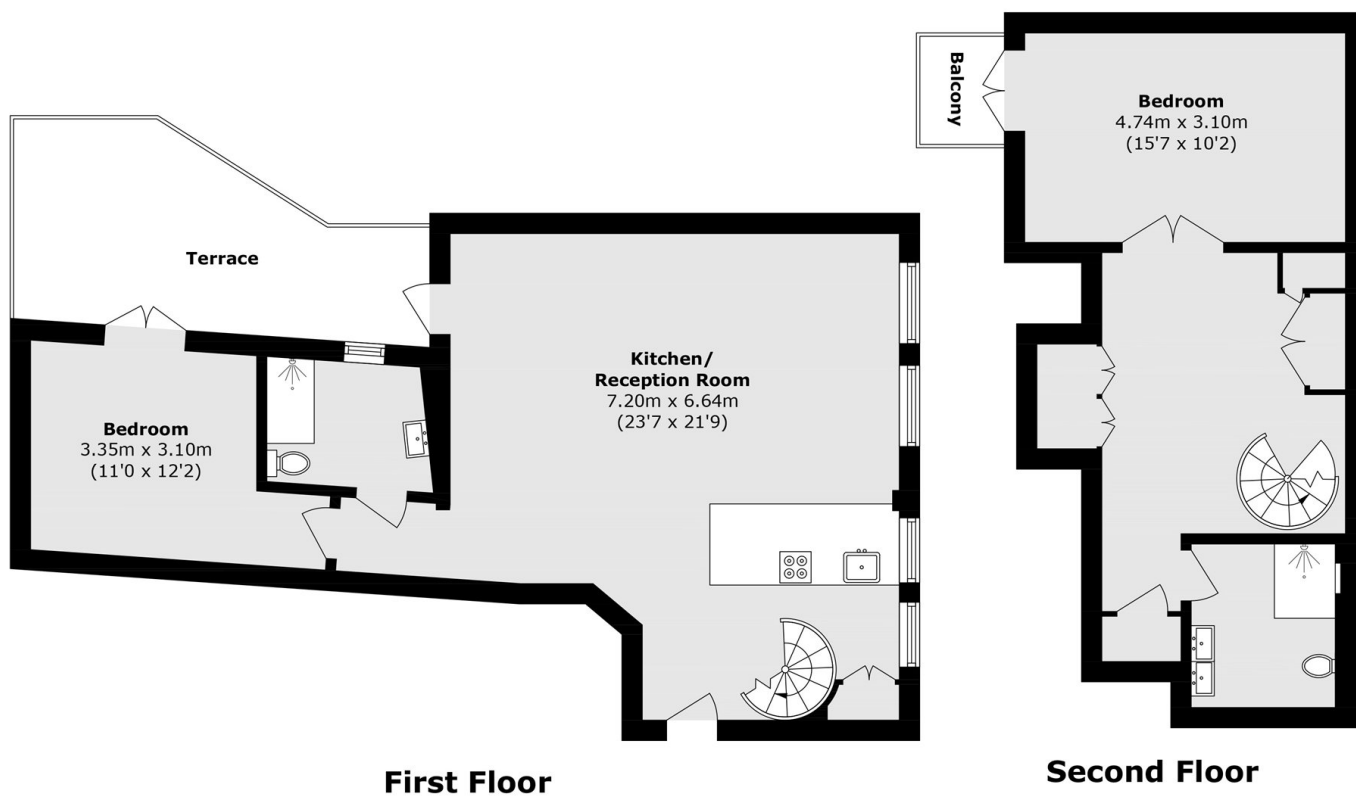 Terrace
Bedroom
3.35m x 3.10m
(11'0 x 12'2)
Kitchen/
Reception Room
7.20m x 6.64m
(23'7 x 21'9)
First Floor
Balcony
Bedroom
4.74m x 3.10m
(15'7 x 10'2)
Second Floor